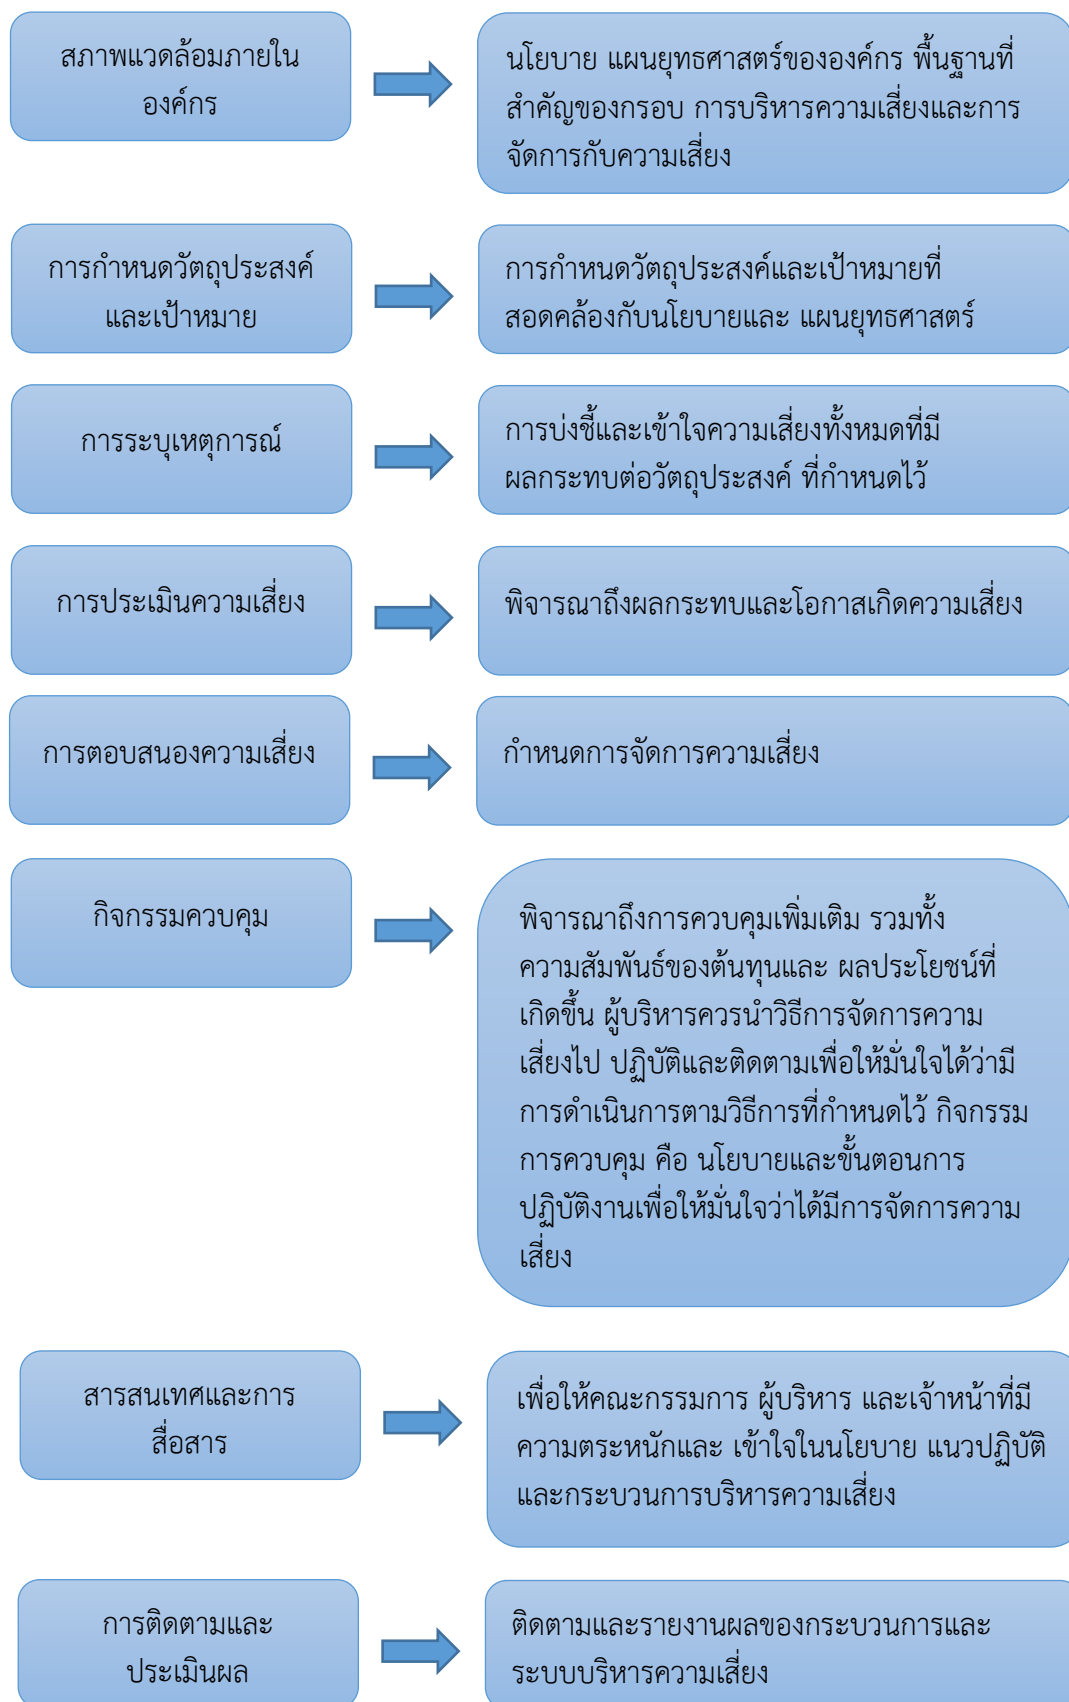 สภาพแวดล้อมภายใน
องค์กร
นโยบาย แผนยุทธศาสตร์ขององค์กร พื้นฐานที่
สำคัญของกรอบ การบริหารความเสี่ยงและการ
จัดการกับความเสี่ยง
การกำหนดวัตถุประสงค์
และเป้าหมาย
การกำหนดวัตถุประสงค์และเป้าหมายที่
สอดคล้องกับนโยบายและ แผนยุทธศาสตร์
การระบุเหตุการณ์
การบ่งชี้และเข้าใจความเสี่ยงทั้งหมดที่มี
ผลกระทบต่อวัตถุประสงค์ ที่กำหนดไว้
การประเมินความเสี่ยง
พิจารณาถึงผลกระทบและโอกาสเกิดความเสี่ยง
การตอบสนองความเสี่ยง
กำหนดการจัดการความเสี่ยง
กิจกรรมควบคุม
พิจารณาถึงการควบคุมเพิ่มเติม รวมทั้ง
ความสัมพันธ์ของต้นทุนและ ผลประโยชน์ที่
เกิดขึ้น ผู้บริหารควรนำวิธีการจัดการความ
เสี่ยงไป ปฏิบัติและติดตามเพื่อให้มั่นใจได้ว่ามี
การดำเนินการตามวิธีการที่กำหนดไว้ กิจกรรม
การควบคุม คือ นโยบายและขั้นตอนการ
ปฏิบัติงานเพื่อให้มั่นใจว่าได้มีการจัดการความ
เสี่ยง
สารสนเทศและการ
สื่อสาร
เพื่อให้คณะกรรมการ ผู้บริหาร และเจ้าหน้าที่มี
ความตระหนักและ เข้าใจในนโยบาย แนวปฏิบัติ
และกระบวนการบริหารความเสี่ยง
การติดตามและ
ประเมินผล
ติดตามและรายงานผลของกระบวนการและ
ระบบบริหารความเสี่ยง